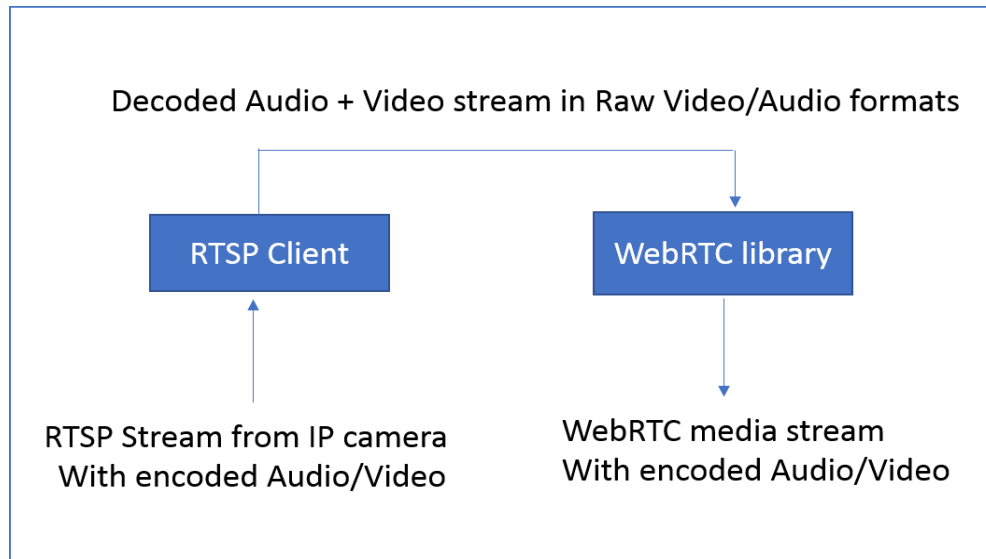 Decoded Audio + Video stream in Raw Video/Audio formats
RTSP Client
WebRTC library
RTSP Stream from IP camera
With encoded Audio/Video
WebRTC media stream
With encoded Audio/Video